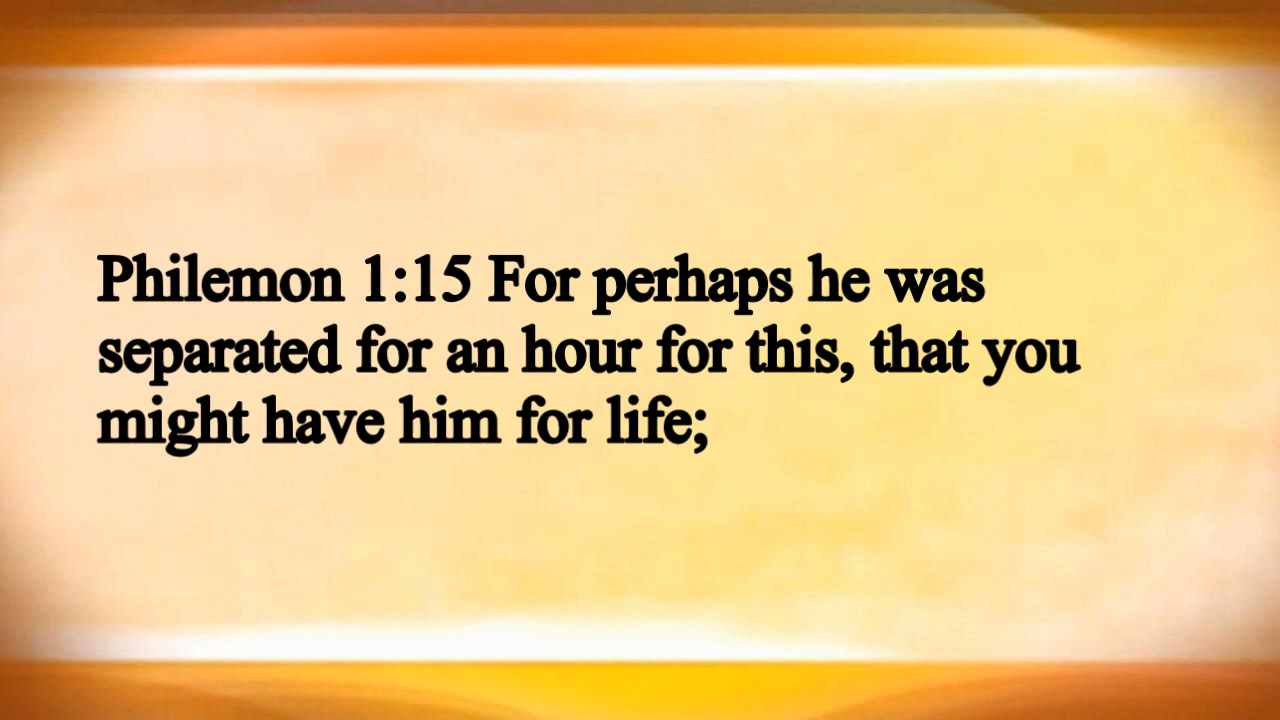 Philemon 1:15 For perhaps he was
separated for an hour for this, that you
might have him for life;